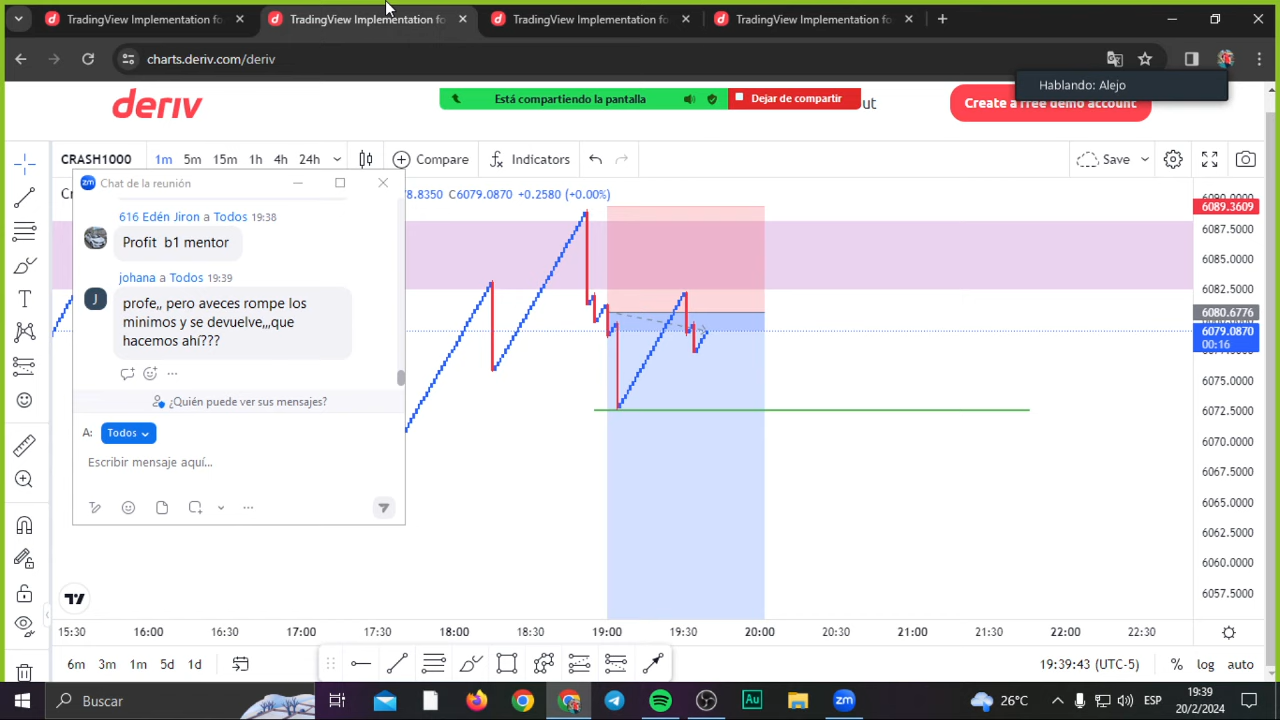 TradingView Implementation fo
TradingView Implementation fo
TradingView Implementation fo
TradingView Implementation fo
charts.deriv.com/deriv
Hablando: Alejo
deriv
Está compartiendo la pantalla
Dejar de compartir
out
Create a free demo account
CRASH1000
1m 5m 15m 1h 4h 24h
Compare
Indicators
Save
Chat de la reunión
C 8.8350 C6079.0870 +0.2580 (+0.00%)
616 Edén Jiron a Todos 19:38
Profit b1 mentor
johana a Todos 19:39
profe,, pero aveces rompe los
minimos y se devuelve,,,que
hacemos ahí???
¿Quién puede ver sus mensajes?
A: Todos
Escribir mensaje aquí...
6089.3609
6087.5000
6085.0000
6082.5000
6080.6776
6079.0870
00:16
6075.0000
6072.5000
6070.0000
6067.5000
6065.0000
6062.5000
6060.0000
6057.5000
15:30 16:00 16:30 17:00 17:30 18:00 18:30 19:00 19:30 20:00 20:30 21:00 21:30 22:00 22:30
6m 3m 1m 5d 1d
19:39:43 (UTC-5)
% log auto
Buscar
26°C
ESP
19:39
20/2/2024